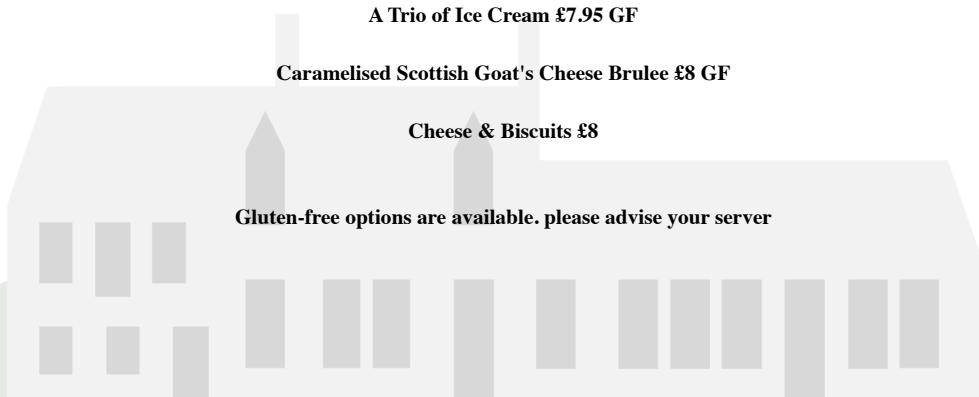 A Trio of Ice Cream £7.95 GF
Caramelised Scottish Goat's Cheese Brulee £8 GF
Cheese & Biscuits £8
Gluten-free options are available. please advise your server